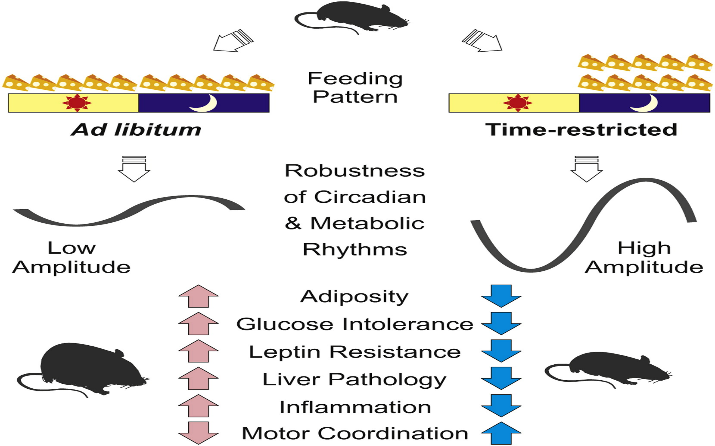 Feeding
Pattern
Ad libitum
Time-restricted
Robustness
of Circadian
& Metabolic
Rhythms
Low
Amplitude
High
Amplitude
Adiposity
Glucose Intolerance
Leptin Resistance
Liver Pathology
Inflammation
Motor Coordination